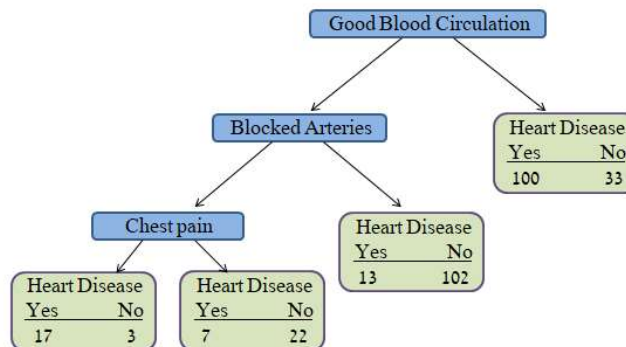 Good Blood Circulation
Blocked Arteries
Heart Disease
Yes No
100 33
Chest pain
Heart Disease
Yes No
13 102
Heart Disease
Yes No
17 3
Heart Disease
Yes No
7 22